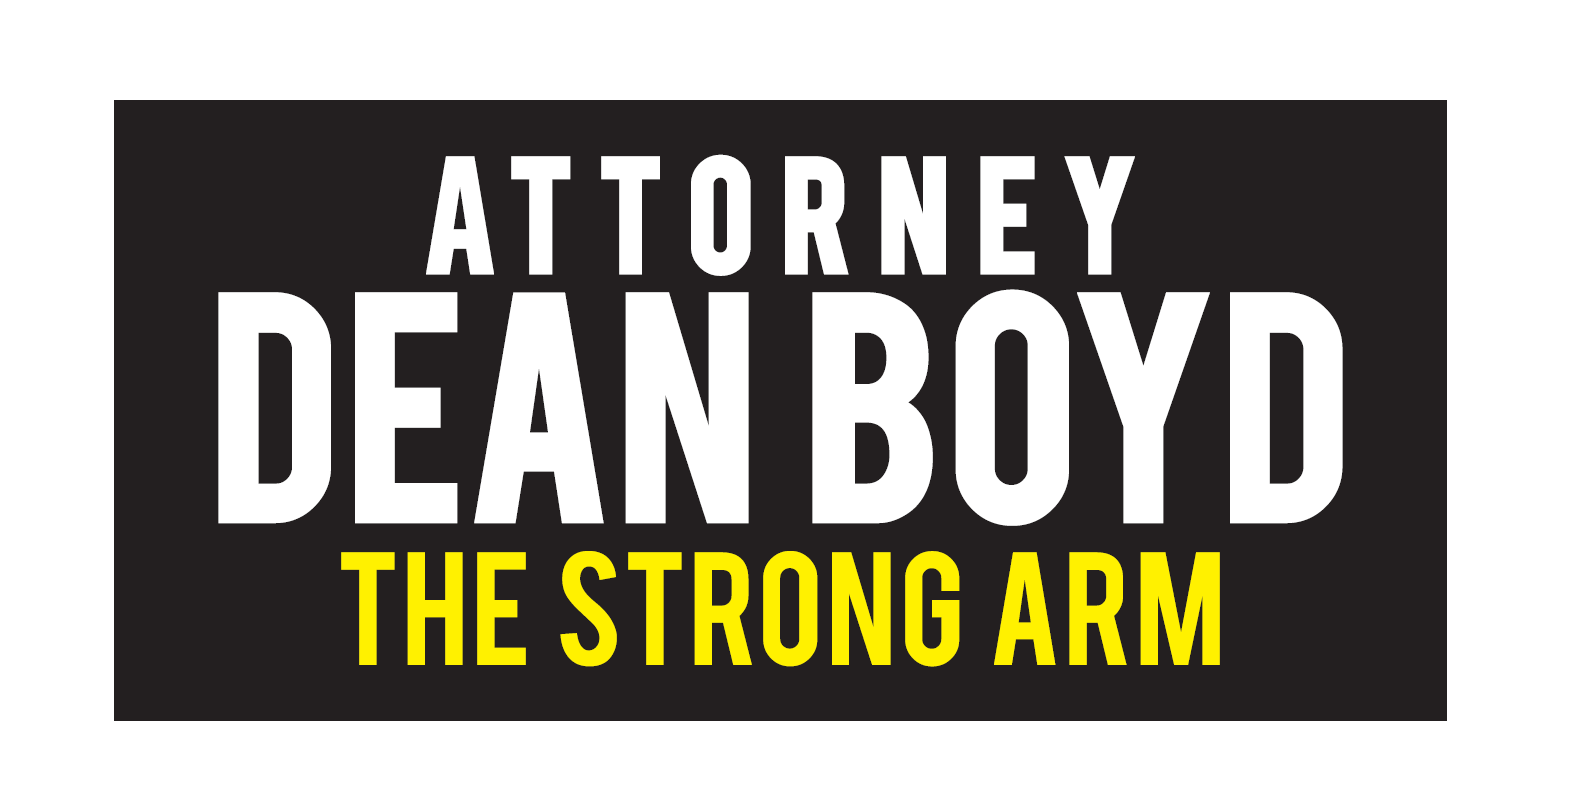 ATTORNEY
DEAN BOYD
THE STRONG ARM